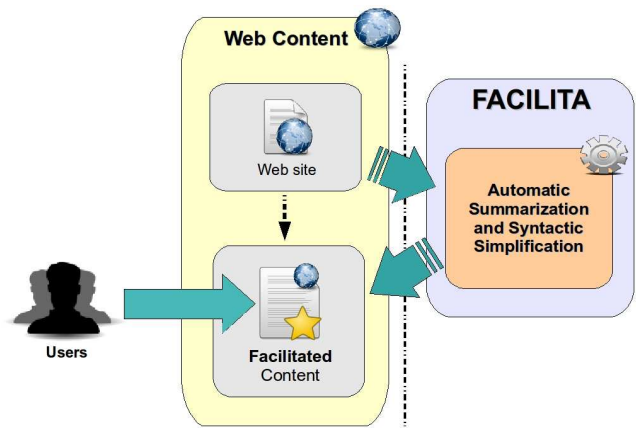 Web Content
Web site
FACILITA
Automatic
Summarization
and Syntactic
Simplification
Users
Facilitated
Content